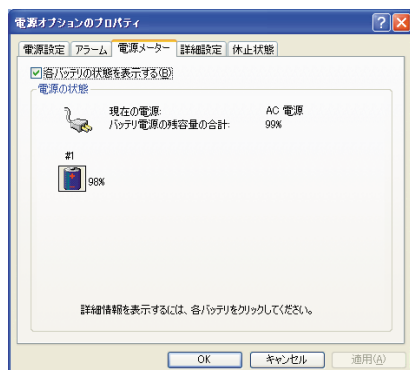 電源オプションのプロパティ
電源設定 アラーム 電源メーター 詳細設定 休止状態
各バッテリの状態を表示する(B)
電源の状態
現在の電源: AC 電源
バッテリ電源の残容量の合計: 99%
#1
98%
詳細情報を表示するには、各バッテリをクリックしてください。
OK キャンセル 適用(A)